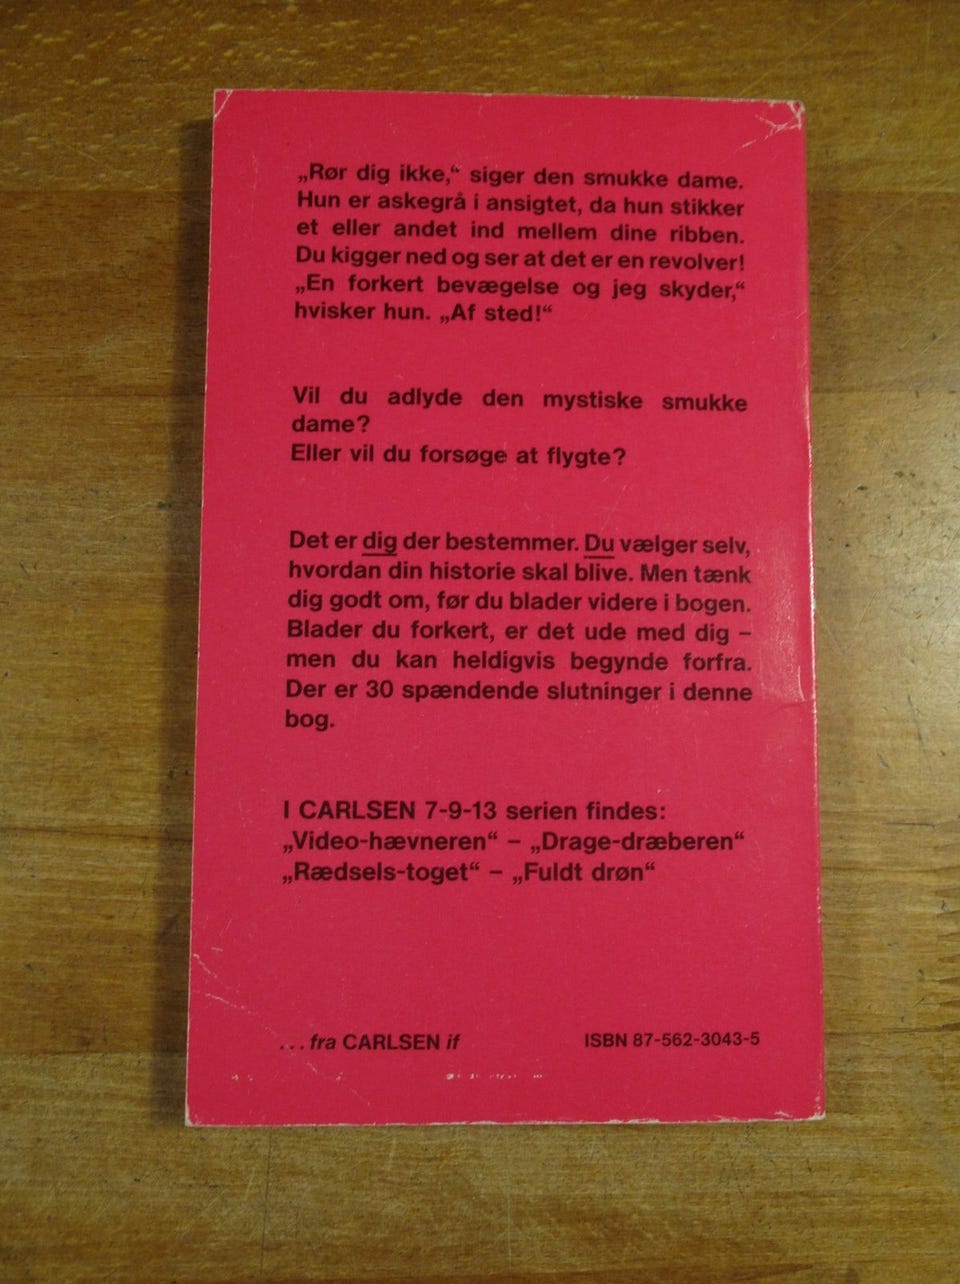 „Rør dig ikke,“ siger den smukke dame.
Hun er askegrå i ansigtet, da hun stikker
et eller andet ind mellem dine ribben.
Du kigger ned og ser at det er en revolver!
„En forkert bevægelse og jeg skyder,“
hvisker hun. „Af sted!“
Vil du adlyde den mystiske smukke
dame?
Eller vil du forsøge at flygte?
Det er dig der bestemmer. Du vælger selv,
hvordan din historie skal blive. Men tænk
dig godt om, før du blader videre i bogen.
Blader du forkert, er det ude med dig –
men du kan heldigvis begynde forfra.
Der er 30 spændende slutninger i denne
bog.
I CARLSEN 7-9-13 serien findes:
„Video-hævneren“ – „Drage-dræberen“
„Rædsels-toget“ – „Fuldt drøn“
... fra CARLSEN if
ISBN 87-562-3043-5